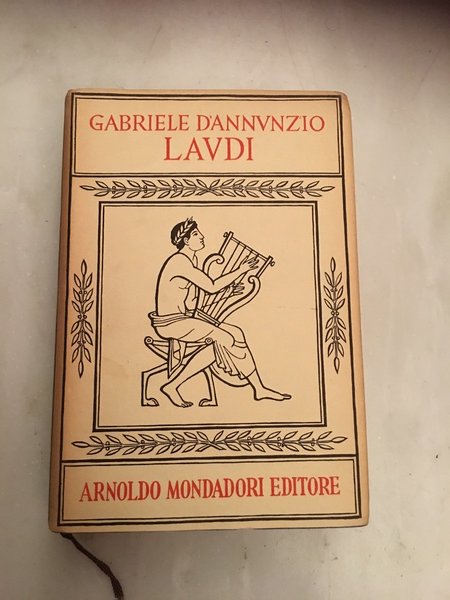 GABRIELE D'ANNVNZIO
LAVDI
ARNOLDO MONDADORI EDITORE